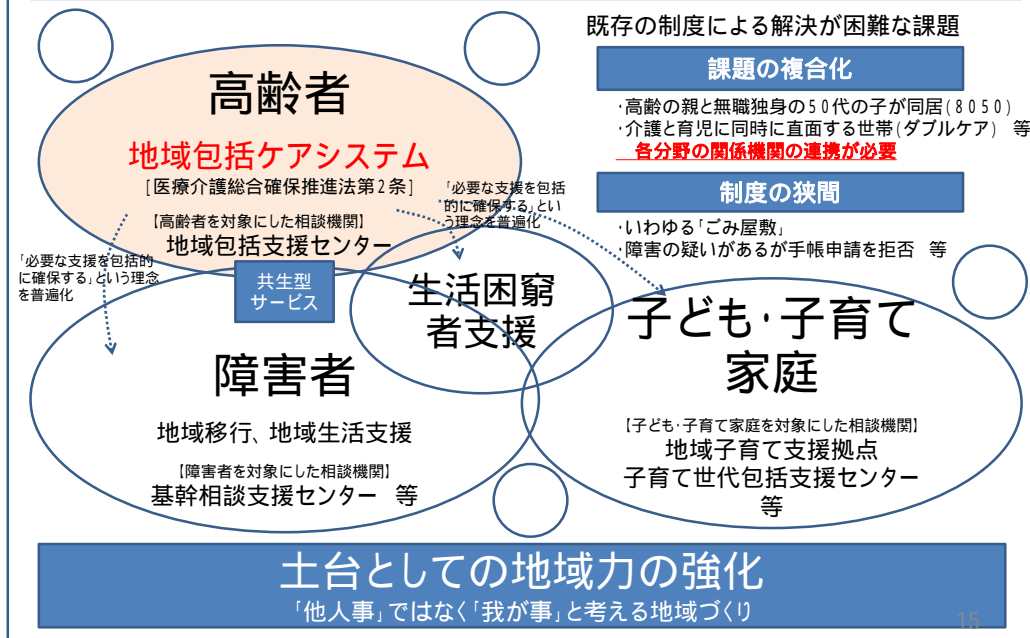 既存の制度による解決が困難な課題
課題の複合化
・高齢の親と無職独身の50代の子が同居(8050)
・介護と育児に同時に直面する世帯(ダブルケア) 等
各分野の関係機関の連携が必要
制度の狭間
・いわゆる「ごみ屋敷」
・障害の疑いがあるが手帳申請を拒否 等
高齢者
地域包括ケアシステム
[医療介護総合確保推進法第2条]
【高齢者を対象にした相談機関】
地域包括支援センター
「必要な支援を包括
的に確保する」とい
う理念を普遍化
「必要な支援を包括的
に確保する」という理念
を普遍化
共生型
サービス
生活困窮
者支援
障害者
地域移行、地域生活支援
【障害者を対象にした相談機関】
基幹相談支援センター 等
子ども・子育て
家庭
【子ども・子育て家庭を対象にした相談機関】
地域子育て支援拠点
子育て世代包括支援センター
等
土台としての地域力の強化
「他人事」ではなく「我が事」と考える地域づくり
15